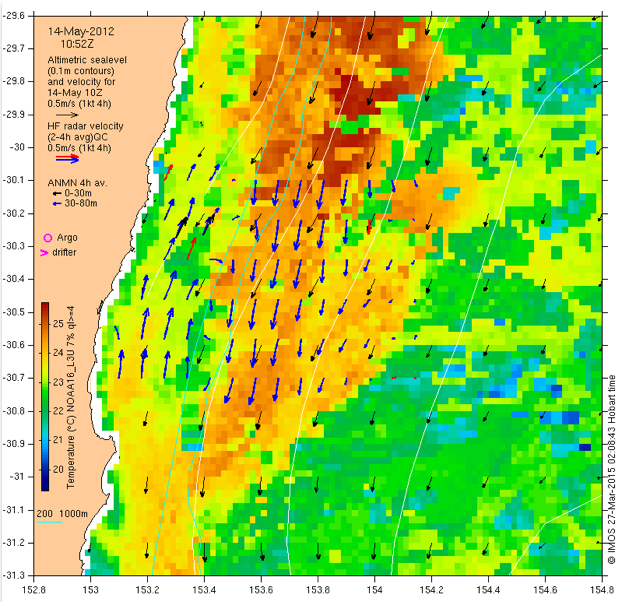 14-May-2012
10:52Z
Altimetric sealevel
(0.1m contours)
and velocity for
14-May 10Z
0.5m/s (1kt 4h)
HF radar velocity
(2-4h avg)QC
0.5m/s (1kt 4h)
ANMN 4h av.
0-30m
30-80m
Argo
drifter
25
24
23
22
21
20
Temperature (°C) NOAA18_L3U 7% ql>=4
200 1000m
-29.6
-29.7
-29.8
-29.9
-30
-30.1
-30.2
-30.3
-30.4
-30.5
-30.6
-30.7
-30.8
-30.9
-31
-31.1
-31.2
-31.3
152.8 153 153.2 153.4 153.6 153.8 154 154.2 154.4 154.6 154.8
© IMOS 27-Mar-2015 02:08:43 Hobart time